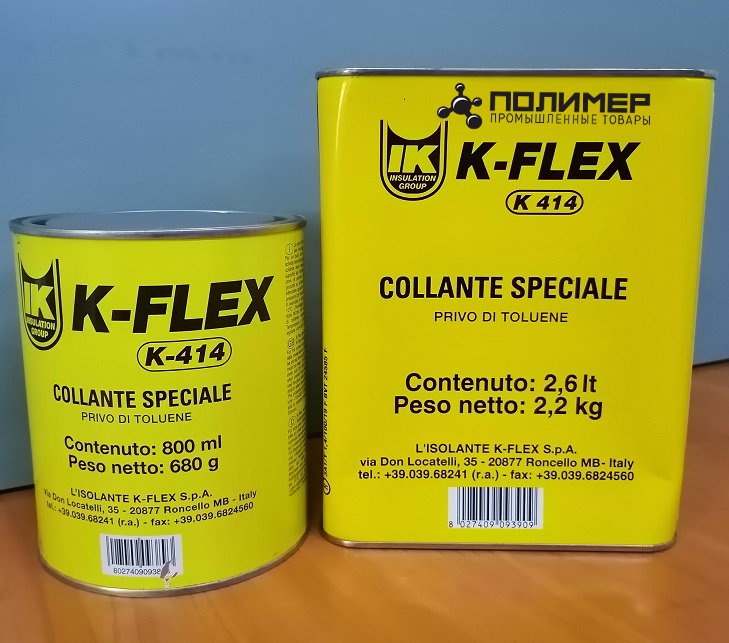 IK
INSULATION
GROUP
K-FLEX
K-414
COLLANTE SPECIALE
PRIVO DI TOLUENE
Contenuto: 800 ml
Peso netto: 680 g
L'ISOLANTE K-FLEX S.p.A.
via Don Locatelli, 35 - 20877 Roncello MB - Italy
tel.: +39.039.68241 (r.a.) - fax: +39.039.6824560
ПОЛИМЕР
ПРОМЫШЛЕННЫЕ ТОВАРЫ
IK
INSULATION
GROUP
K-FLEX
K 414
COLLANTE SPECIALE
PRIVO DI TOLUENE
Contenuto: 2,6 lt
Peso netto: 2,2 kg
L'ISOLANTE K-FLEX S.p.A.
via Don Locatelli, 35 - 20877 Roncello MB- Italy
tel.: +39.039.68241 (r.a.) - fax: +39.039.6824560
8 027409 093909